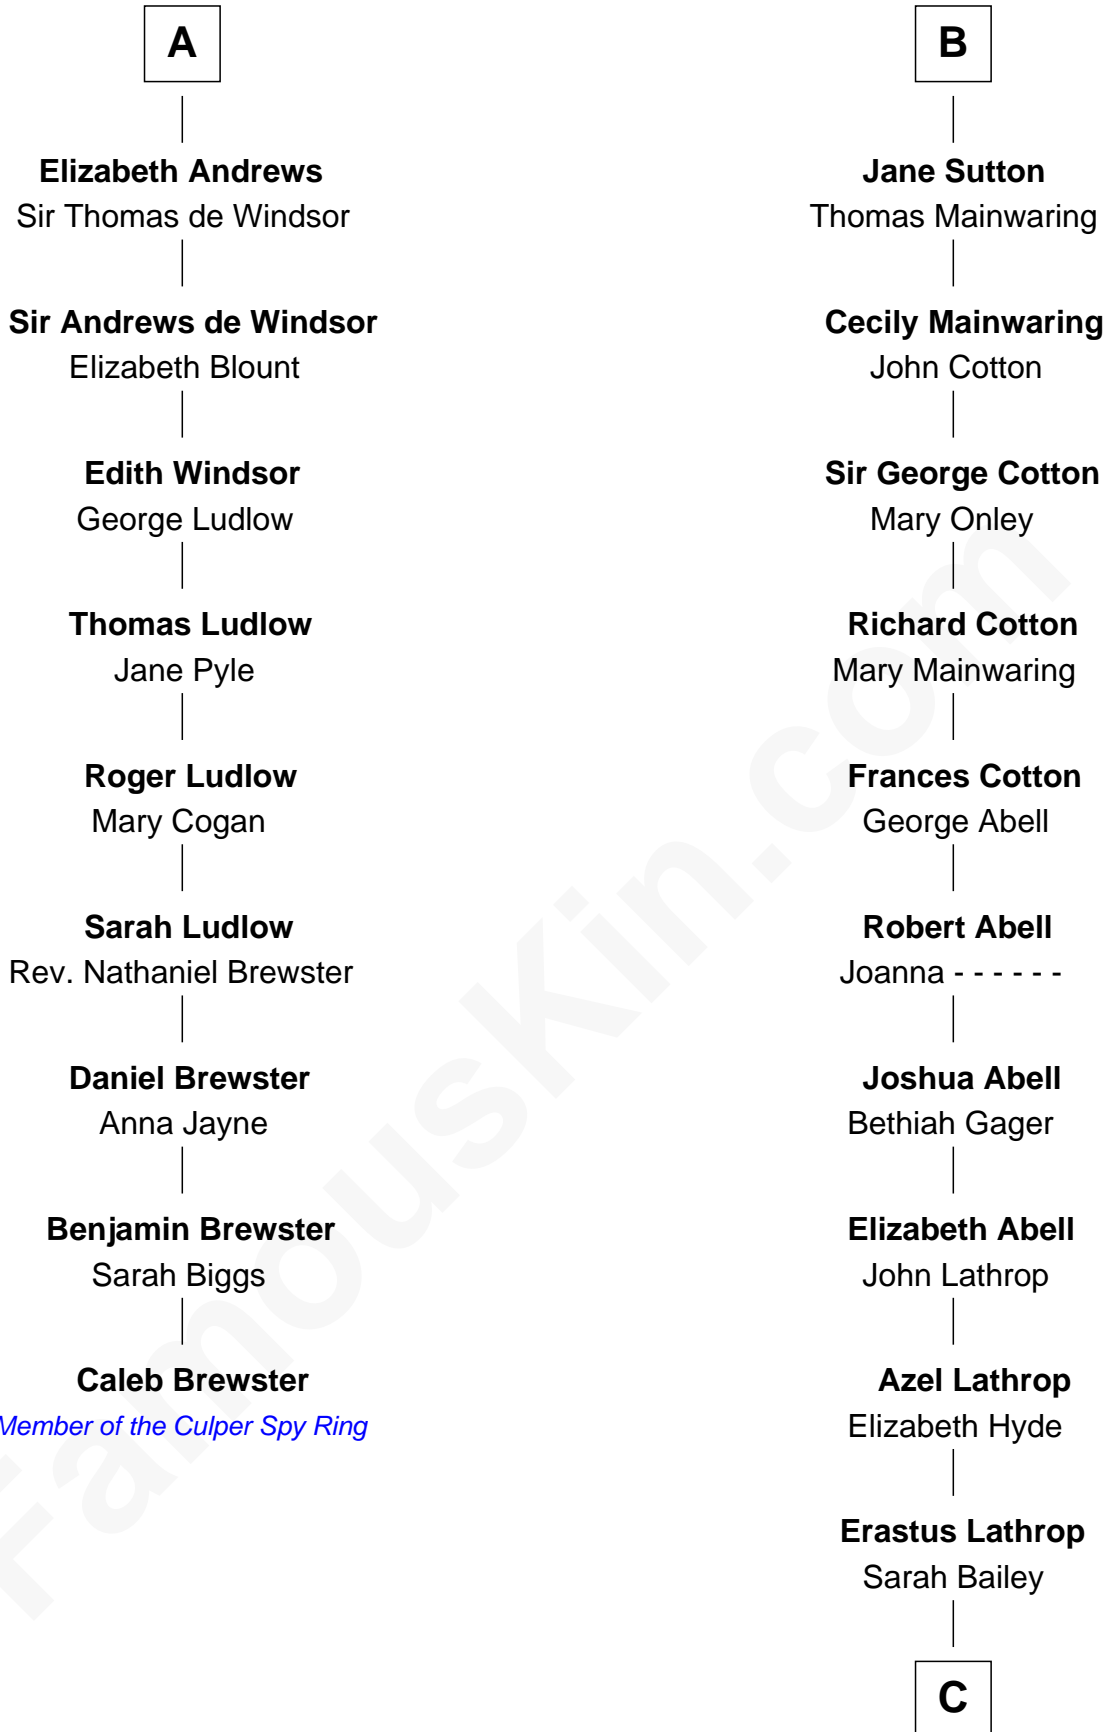 A
Elizabeth Andrews
Sir Thomas de Windsor
Sir Andrews de Windsor
Elizabeth Blount
Edith Windsor
George Ludlow
Thomas Ludlow
Jane Pyle
Roger Ludlow
Mary Cogan
Sarah Ludlow
Rev. Nathaniel Brewster
Daniel Brewster
Anna Jayne
Benjamin Brewster
Sarah Biggs
Caleb Brewster
Member of the Culper Spy Ring
B
Jane Sutton
Thomas Mainwaring
Cecily Mainwaring
John Cotton
Sir George Cotton
Mary Onley
Richard Cotton
Mary Mainwaring
Frances Cotton
George Abell
Robert Abell
Joanna - - - - - -
Joshua Abell
Bethiah Gager
Elizabeth Abell
John Lathrop
Azel Lathrop
Elizabeth Hyde
Erastus Lathrop
Sarah Bailey
C
FamousKin.com